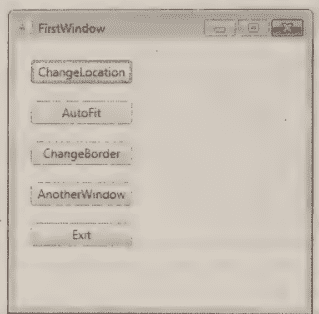 FirstWindow
ChangeLocation
AutoFit
ChangeBorder
AnotherWindow
Exit